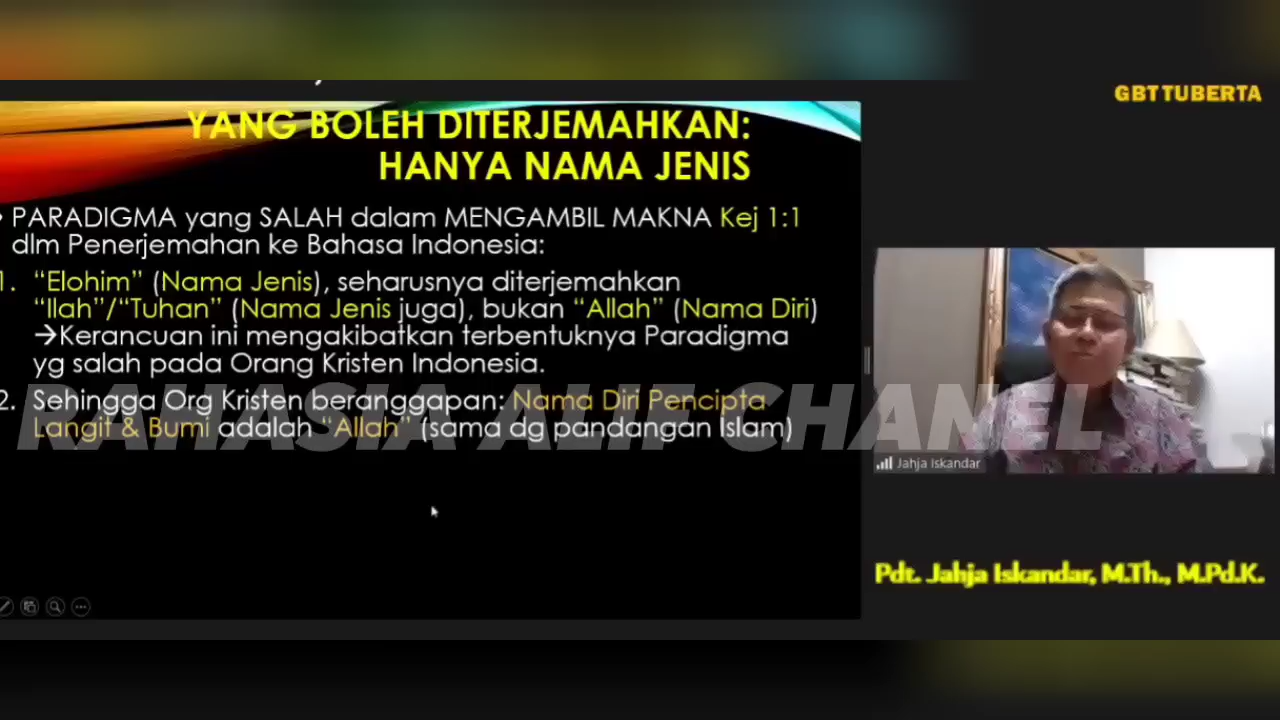 GBT TUBERTA
YANG BOLEH DITERJEMAHKAN:
HANYA NAMA JENIS
• PARADIGMA yang SALAH dalam MENGAMBIL MAKNA Kej 1:1
dlm Penerjemahan ke Bahasa Indonesia:
1. “Elohim” (Nama Jenis), seharusnya diterjemahkan
“Ilah”/“Tuhan” (Nama Jenis juga), bukan “Allah” (Nama Diri)
→Kerancuan ini mengakibatkan terbentuknya Paradigma
yg salah pada Orang Kristen Indonesia.
2. Sehingga Org Kristen beranggapan: Nama Diri Pencipta
Langit & Bumi adalah “Allah” (sama dg pandangan Islam)
RAHASIA ALIF CHANEL
Jahja Iskandar
Pdt. Jahja Iskandar, M.Th., M.Pd.K.